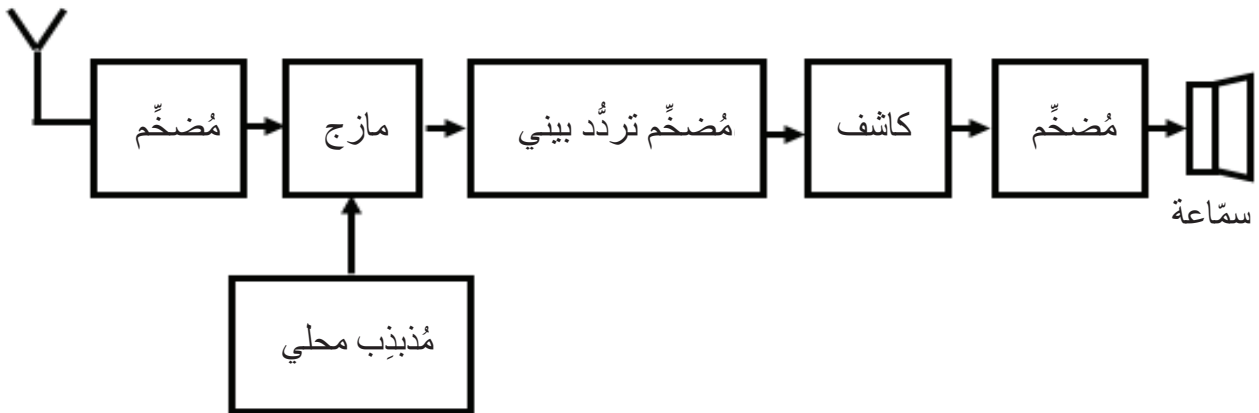 مُضخِّم
مازج
مُضخِّم تردُّد بيني
كاشف
مُضخِّم
سمّاعة
مُذبذِب محلي